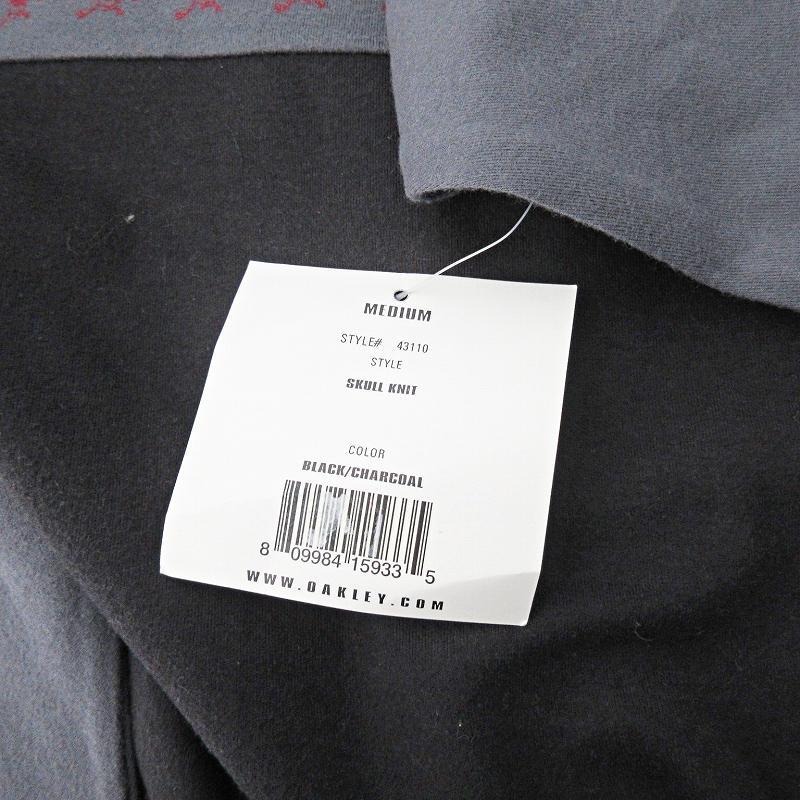 MEDIUM
STYLE# 43110
STYLE
SKULL KNIT
COLOR
BLACK/CHARCOAL
8 09984 15933 5
WWW.OAKLEY.COM